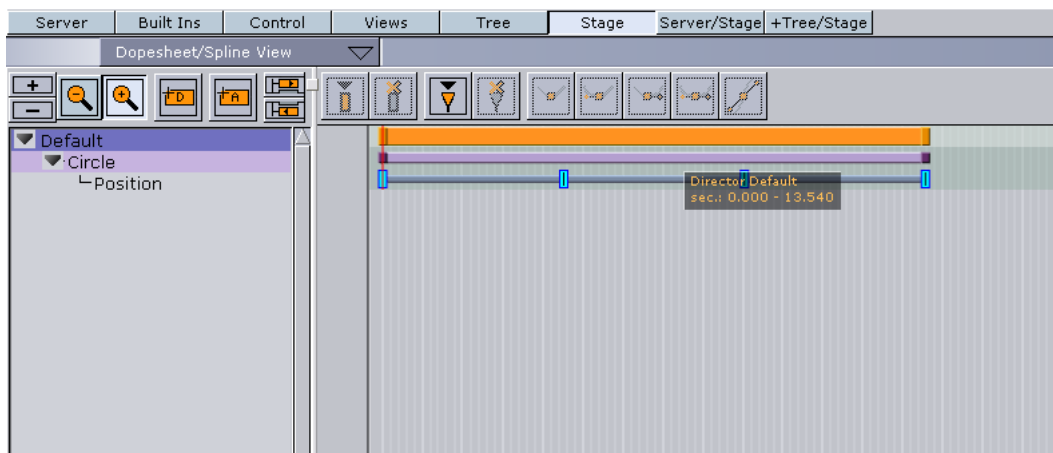 Server Built Ins Control Views Tree Stage Server/Stage +Tree/Stage
Dopesheet/Spline View
+
D A
−
Default
Circle
Position
Director Default
sec.: 0.000 - 13.540